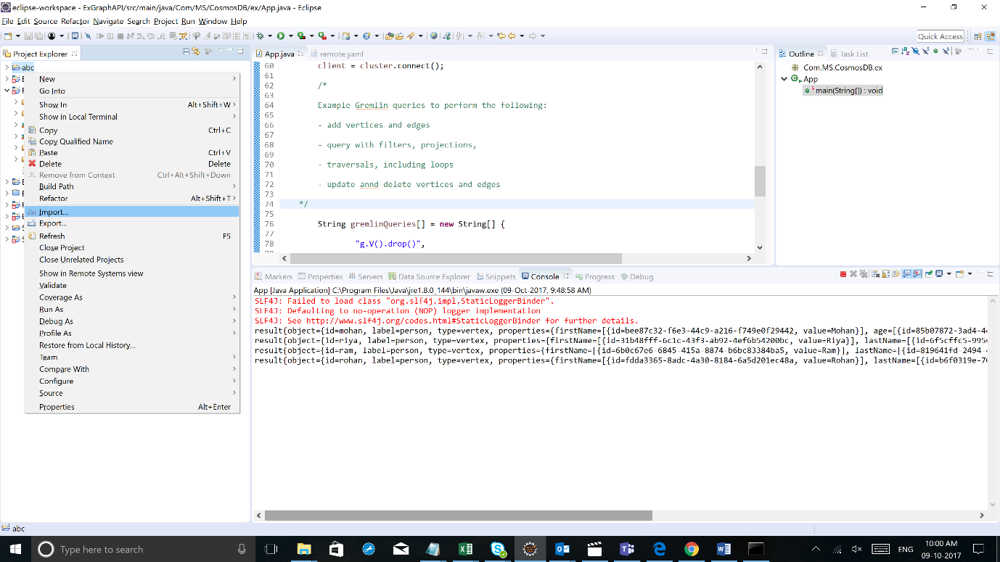 eclipse-workspace - ExGraphAPI/src/main/java/Com/MS/CosmosDB/ex/App.java - Eclipse
File Edit Source Refactor Navigate Search Project Run Window Help
Quick Access
Project Explorer
abc
New
Go Into
Show In Alt+Shift+W
Show in Local Terminal
Copy Ctrl+C
Copy Qualified Name
Paste Ctrl+V
Delete Delete
Remove from Context Ctrl+Alt+Shift+Down
Build Path
Refactor Alt+Shift+T
Import...
Export...
Refresh F5
Close Project
Close Unrelated Projects
Show in Remote Systems view
Validate
Coverage As
Run As
Debug As
Profile As
Restore from Local History...
Team
Compare With
Configure
Source
Properties Alt+Enter
App.java remote.yaml
60 client = cluster.connect();
61
62 /*
63
64 Example Gremlin queries to perform the following:
65
66 - add vertices and edges
67
68 - query with filters, projections,
69
70 - traversals, including loops
71
72 - update annd delete vertices and edges
73
74 */
75
76 String gremlinQueries[] = new String[] {
77
78 "g.V().drop()",
Outline Task List
Com.MS.CosmosDB.ex
App
main(String[]) : void
Markers Properties Servers Data Source Explorer Snippets Console Progress Debug
App [Java Application] C:\Program Files\Java\jre1.8.0_144\bin\javaw.exe (09-Oct-2017, 9:48:58 AM)
SLF4J: Failed to load class "org.slf4j.impl.StaticLoggerBinder".
SLF4J: Defaulting to no-operation (NOP) logger implementation
SLF4J: See http://www.slf4j.org/codes.html#StaticLoggerBinder for further details.
result{object={id=mohan, label=person, type=vertex, properties={firstName=[{id=bee87c32-f6e3-44c9-a216-f749e0f29442, value=Mohan}], age=[{id=85b07872-3ad4-44
result{object={id=riya, label=person, type=vertex, properties={firstName=[{id=31b48fff-6c1c-43f3-ab92-4ef6b54200bc, value=Riya}], lastName=[{id=6f5cffc5-995
result{object={id=ram, label=person, type=vertex, properties={firstName=[{id=6b0c67e6-6845-415a-8874-b6bc83384ba5, value=Ram}], lastName=[{id=819641fd-2494-
result{object={id=rohan, label=person, type=vertex, properties={firstName=[{id=fdda3365-8adc-4a30-8184-6a5d201ec48a, value=Rohan}], lastName=[{id=b6f0319e-7
abc
Type here to search
ENG
10:00 AM
09-10-2017